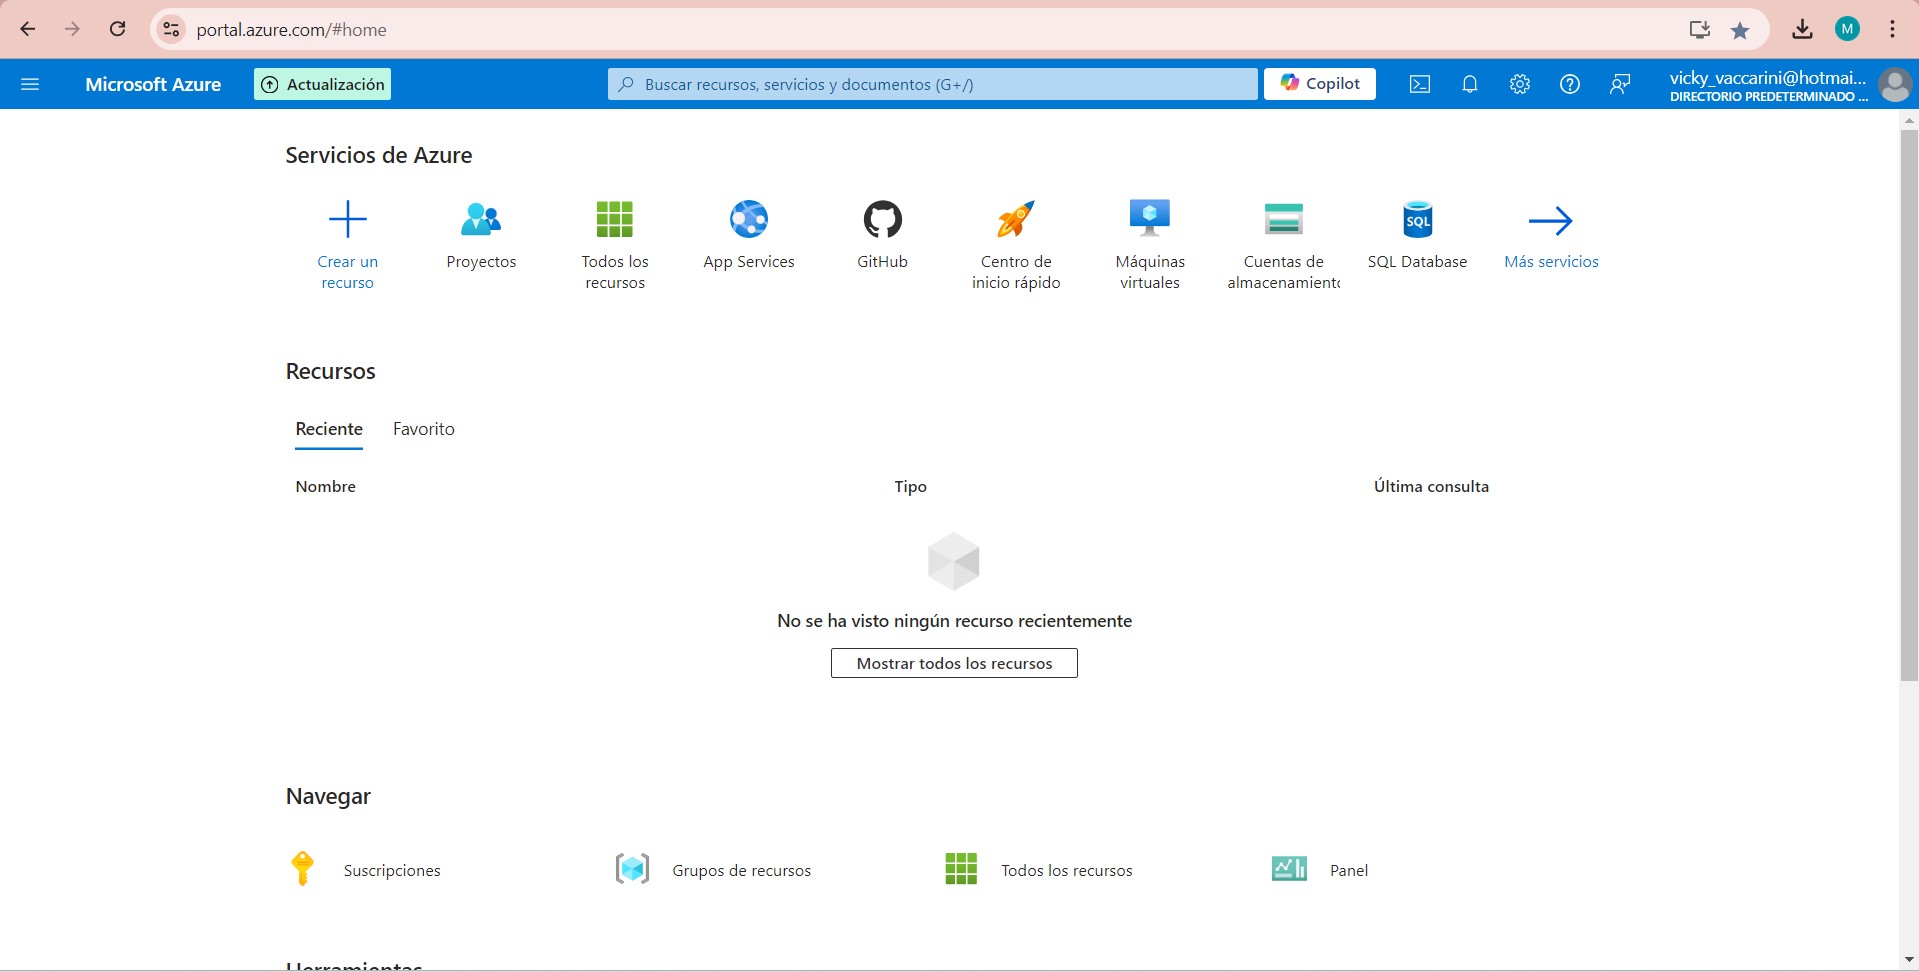 portal.azure.com/#home
M
Microsoft Azure
Actualización
Buscar recursos, servicios y documentos (G+/)
Copilot
vicky_vaccarini@hotmai...
DIRECTORIO PREDETERMINADO ...
Servicios de Azure
Crear un
recurso
Proyectos
Todos los
recursos
App Services
GitHub
Centro de
inicio rápido
Máquinas
virtuales
Cuentas de
almacenamiento
SQL
SQL Database
Más servicios
Recursos
Reciente
Favorito
Nombre
Tipo
Última consulta
No se ha visto ningún recurso recientemente
Mostrar todos los recursos
Navegar
Suscripciones
Grupos de recursos
Todos los recursos
Panel
Herramientas